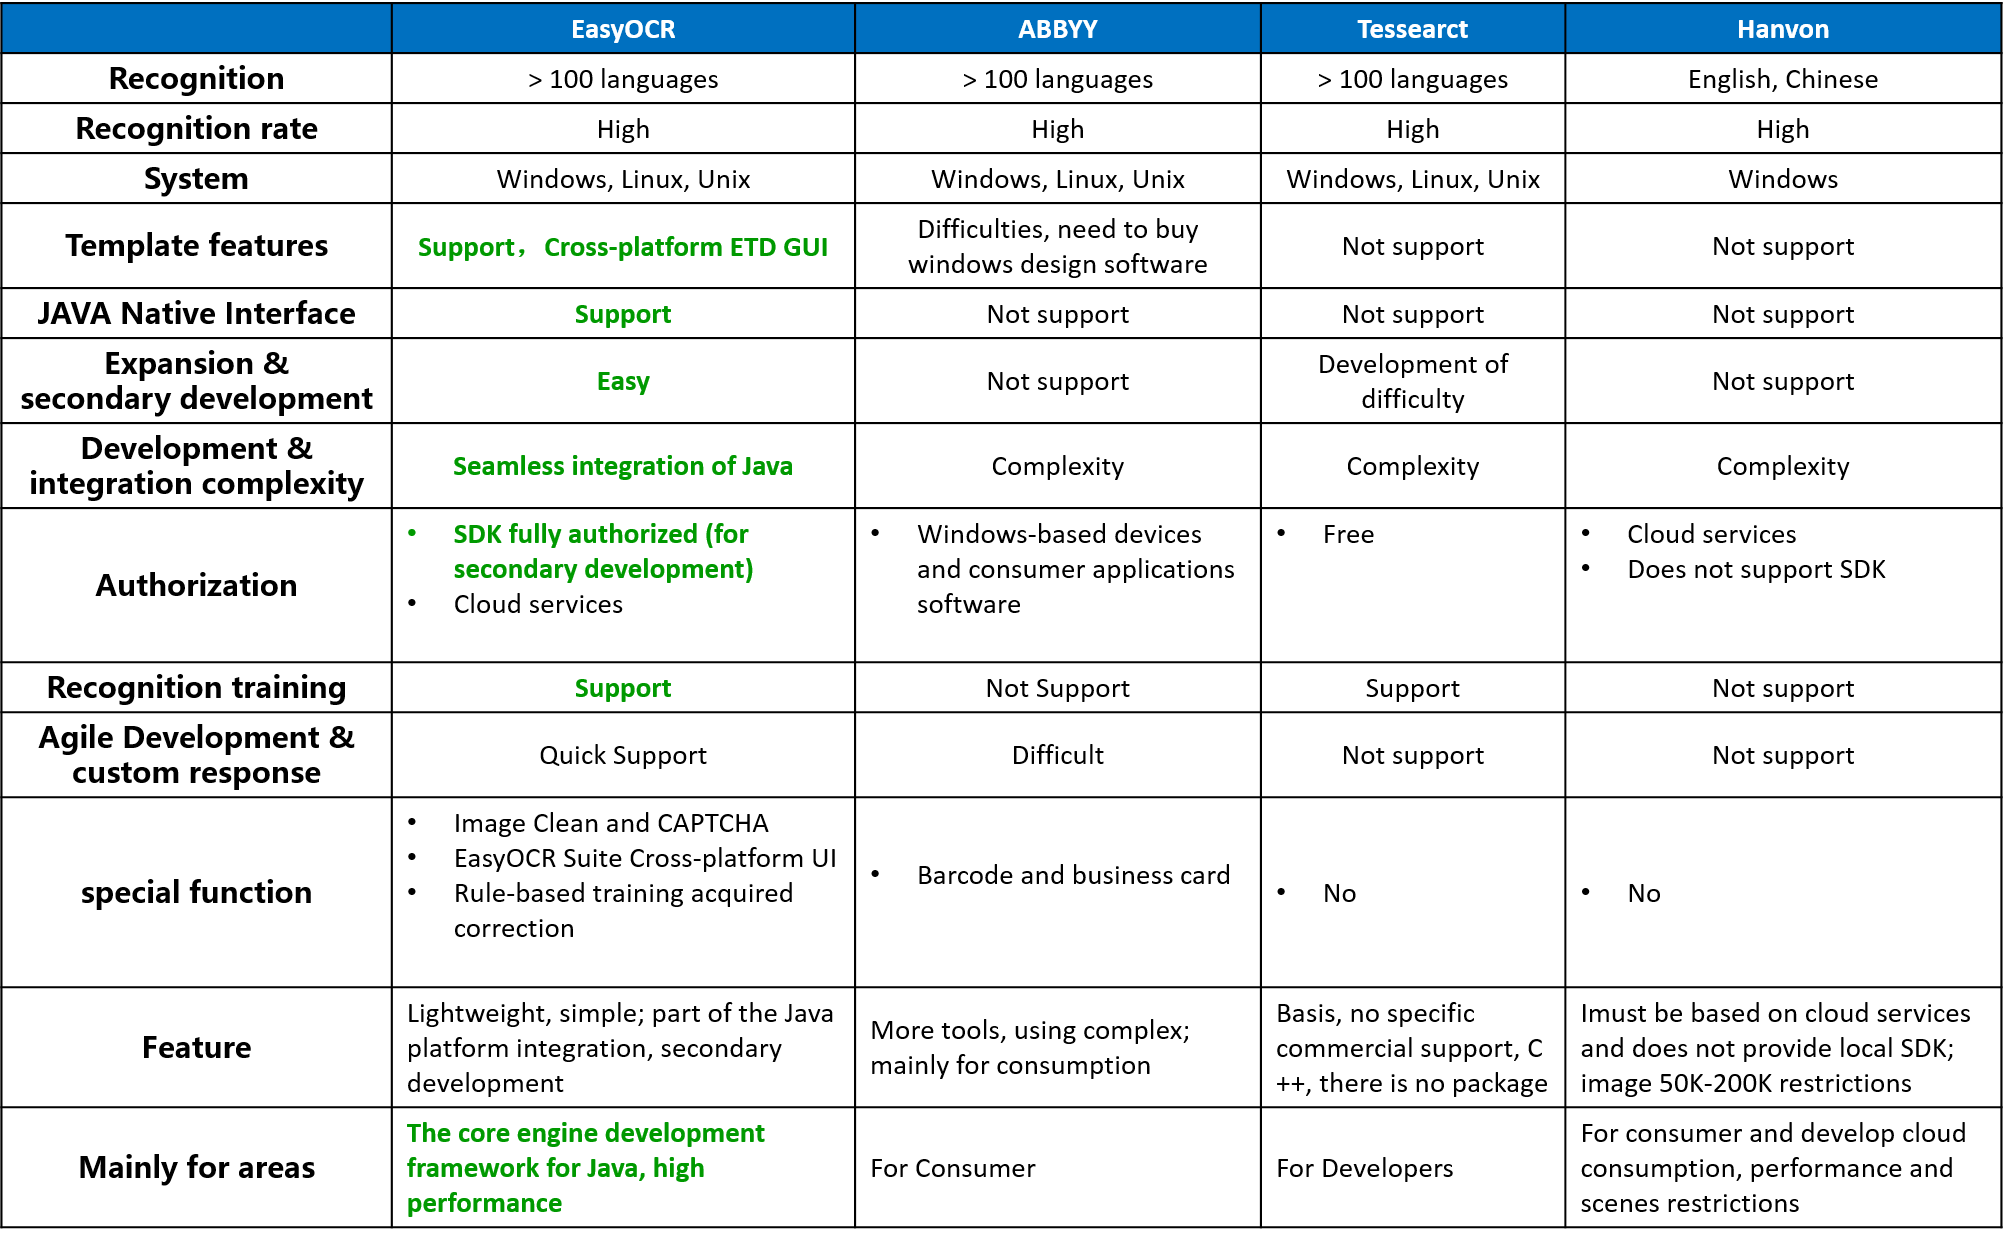 EasyOCR ABBYY Tessearct Hanvon
Recognition > 100 languages > 100 languages > 100 languages English, Chinese
Recognition rate High High High High
System Windows, Linux, Unix Windows, Linux, Unix Windows, Linux, Unix Windows
Template features
Support，Cross-platform ETD GUI
Difficulties, need to buy
windows design software
Not support
Not support
JAVA Native Interface Support Not support Not support Not support
Expansion &
secondary development
Easy
Not support
Development of
difficulty
Not support
Development &
integration complexity
Seamless integration of Java
Complexity
Complexity
Complexity
Authorization
• SDK fully authorized (for
secondary development)
• Cloud services
• Windows-based devices
and consumer applications
software
• Free
• Cloud services
• Does not support SDK
Recognition training Support Not Support Support Not support
Agile Development &
custom response
Quick Support
Difficult
Not support
Not support
special function
• Image Clean and CAPTCHA
• EasyOCR Suite Cross-platform UI
• Rule-based training acquired
correction
• Barcode and business card
• No
• No
Feature
Lightweight, simple; part of the Java
platform integration, secondary
development
More tools, using complex;
mainly for consumption
Basis, no specific
commercial support, C
++, there is no package
Imust be based on cloud services
and does not provide local SDK;
image 50K-200K restrictions
Mainly for areas
The core engine development
framework for Java, high
performance
For Consumer
For Developers
For consumer and develop cloud
consumption, performance and
scenes restrictions